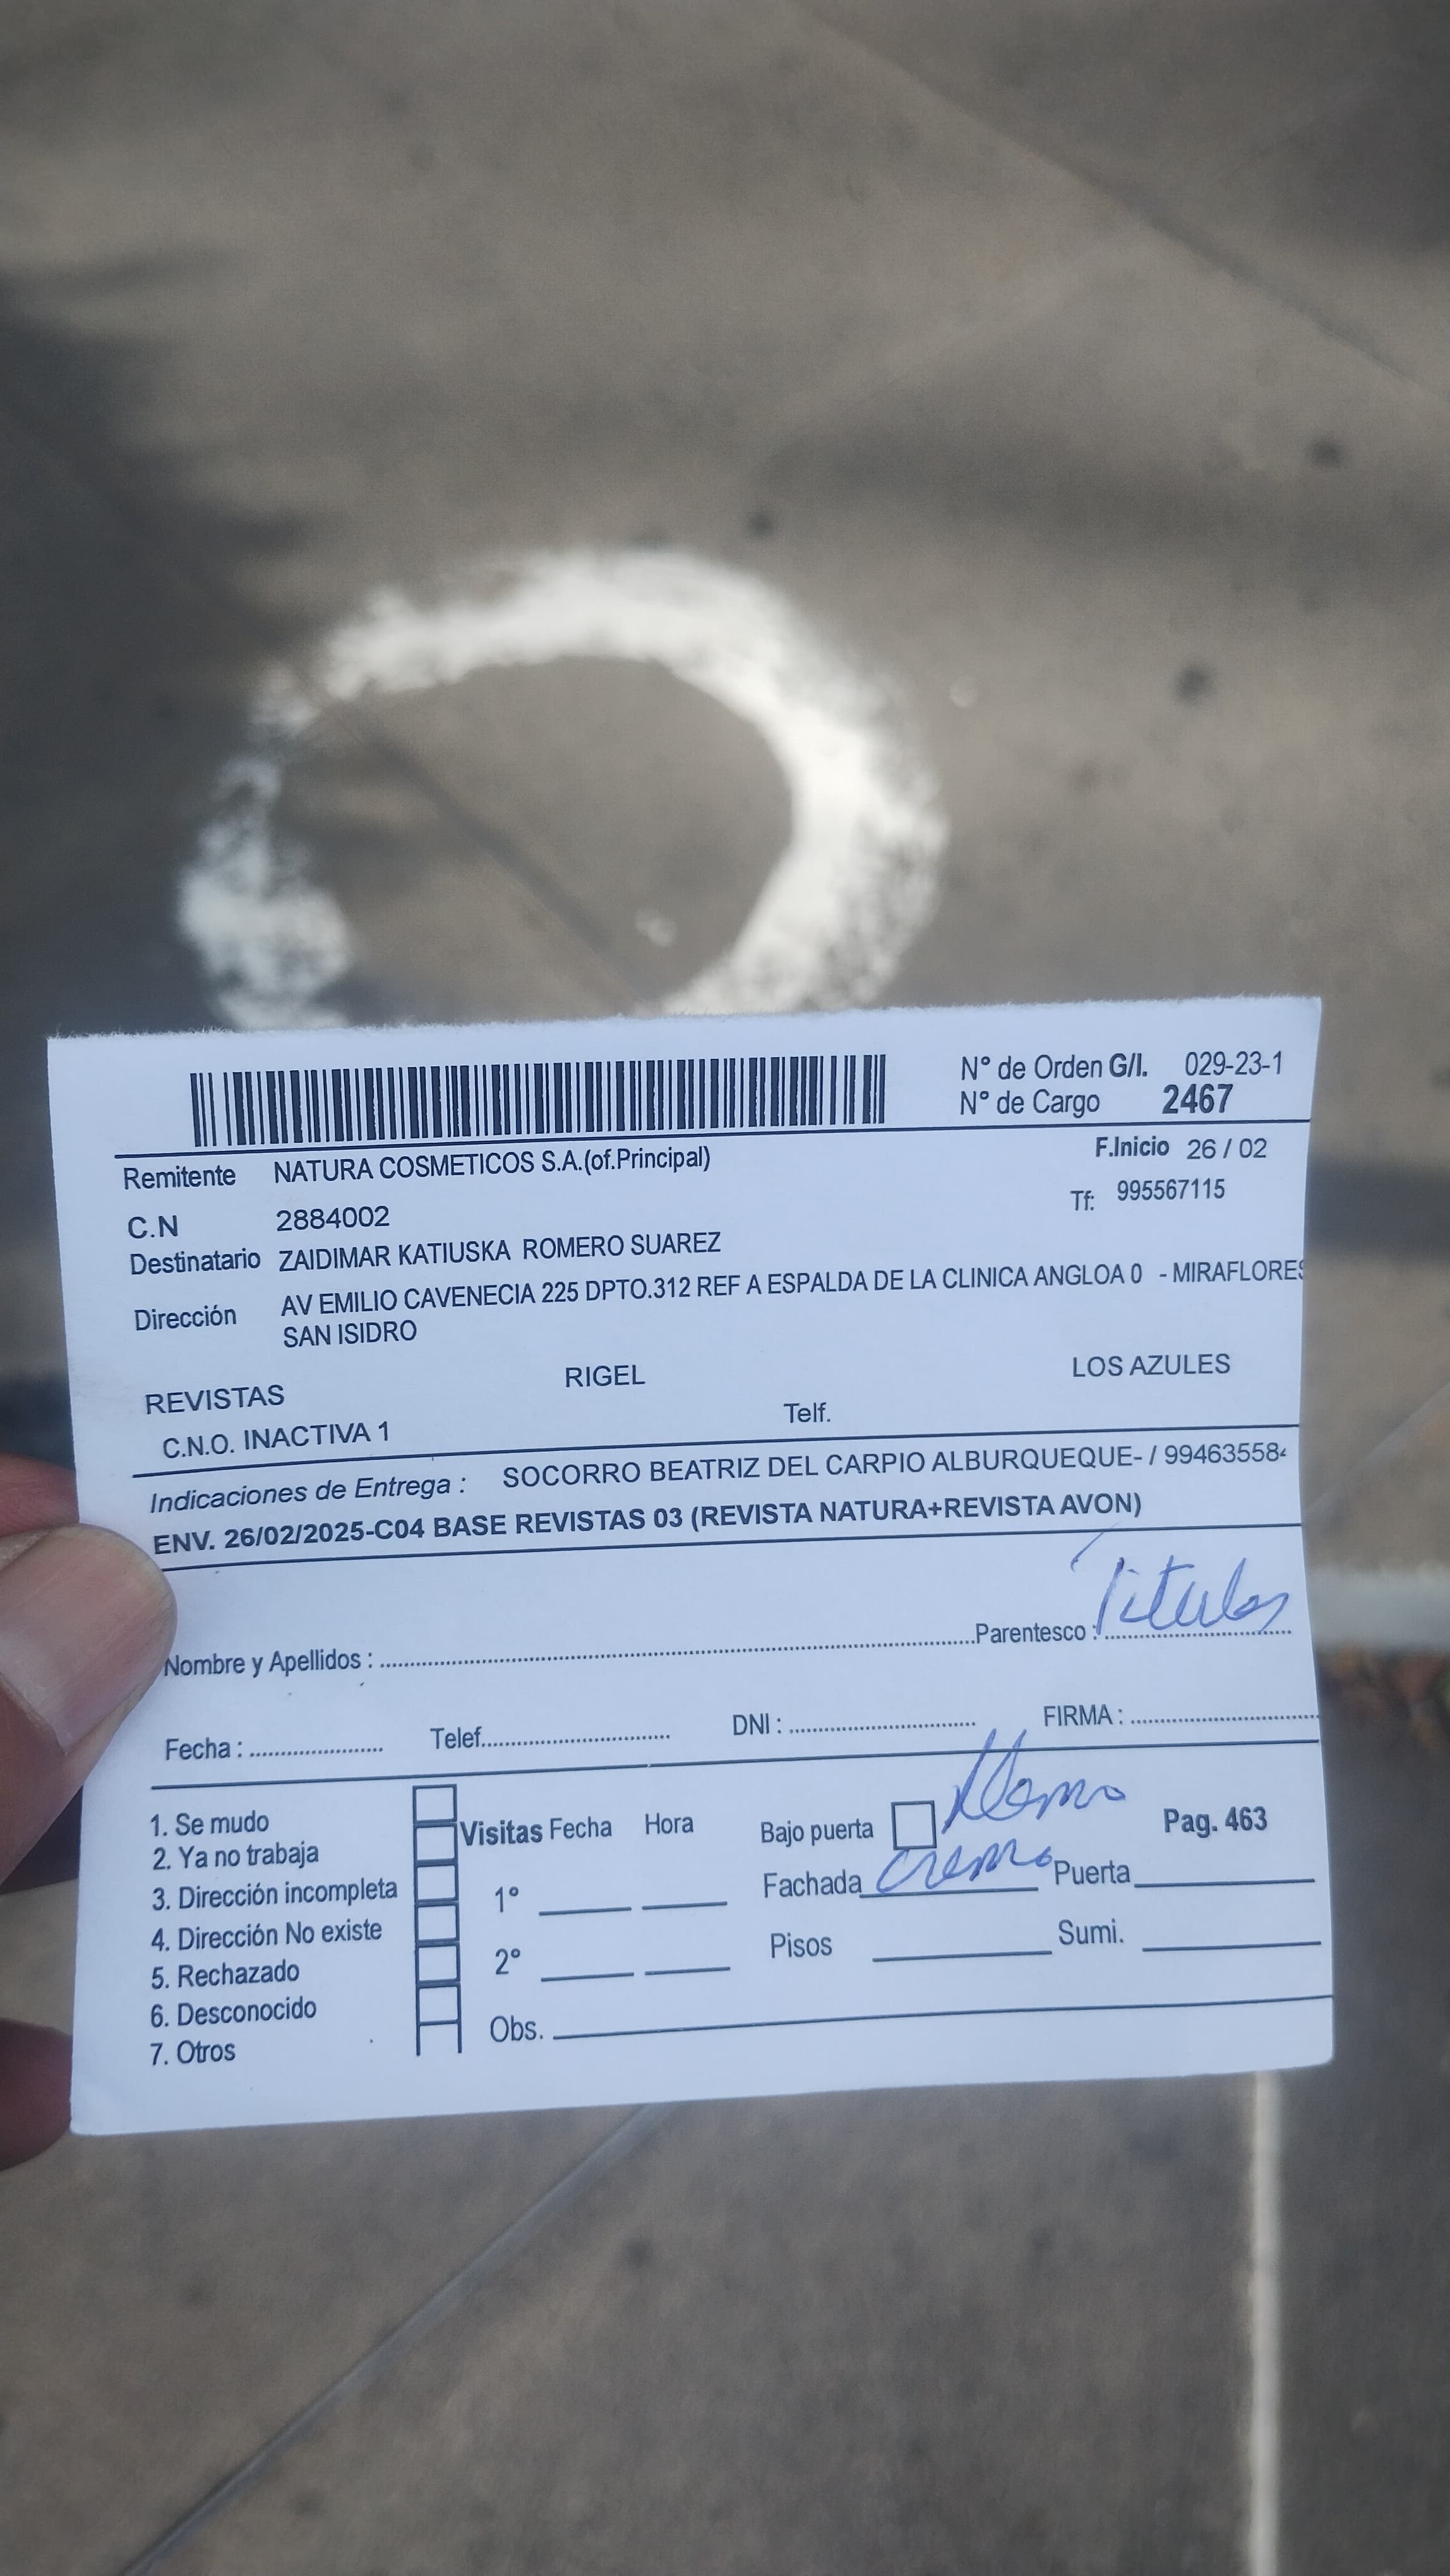 N° de Orden G/I. 029-23-1
N° de Cargo 2467
Remitente NATURA COSMETICOS S.A.(of.Principal) F.Inicio 26 / 02
C.N 2884002 Tf: 995567115
Destinatario ZAIDIMAR KATIUSKA ROMERO SUAREZ
Dirección AV EMILIO CAVENECIA 225 DPTO.312 REF A ESPALDA DE LA CLINICA ANGLOA 0 - MIRAFLORES
SAN ISIDRO
REVISTAS RIGEL LOS AZULES
C.N.O. INACTIVA 1 Telf.
Indicaciones de Entrega : SOCORRO BEATRIZ DEL CARPIO ALBURQUEQUE- / 994635584
ENV. 26/02/2025-C04 BASE REVISTAS 03 (REVISTA NATURA+REVISTA AVON)
Nombre y Apellidos : Parentesco : Titular
Fecha : Telef. DNI : FIRMA :
1. Se mudo
2. Ya no trabaja
3. Dirección incompleta
4. Dirección No existe
5. Rechazado
6. Desconocido
7. Otros
Visitas Fecha Hora
1°
2°
Obs.
Bajo puerta Pag. 463
Fachada crema Puerta
Pisos Sumi.